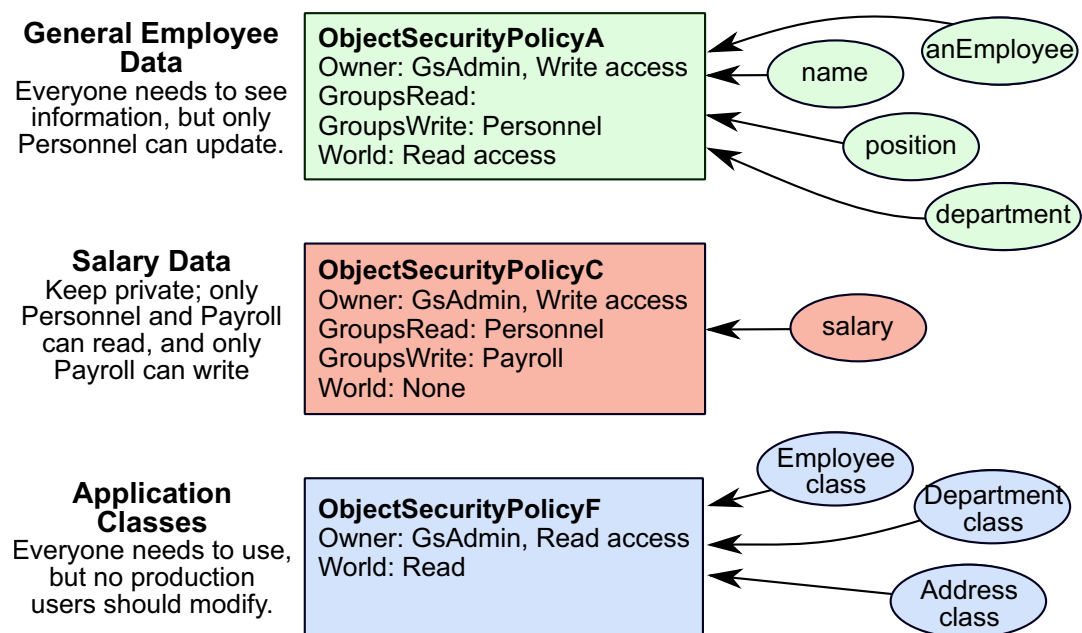 General Employee
Data
Everyone needs to see
information, but only
Personnel can update.
ObjectSecurityPolicyA
Owner: GsAdmin, Write access
GroupsRead:
GroupsWrite: Personnel
World: Read access
anEmployee
name
position
department
Salary Data
Keep private; only
Personnel and Payroll
can read, and only
Payroll can write
ObjectSecurityPolicyC
Owner: GsAdmin, Write access
GroupsRead: Personnel
GroupsWrite: Payroll
World: None
salary
Application
Classes
Everyone needs to use,
but no production
users should modify.
ObjectSecurityPolicyF
Owner: GsAdmin, Read access
World: Read
Employee
class
Department
class
Address
class